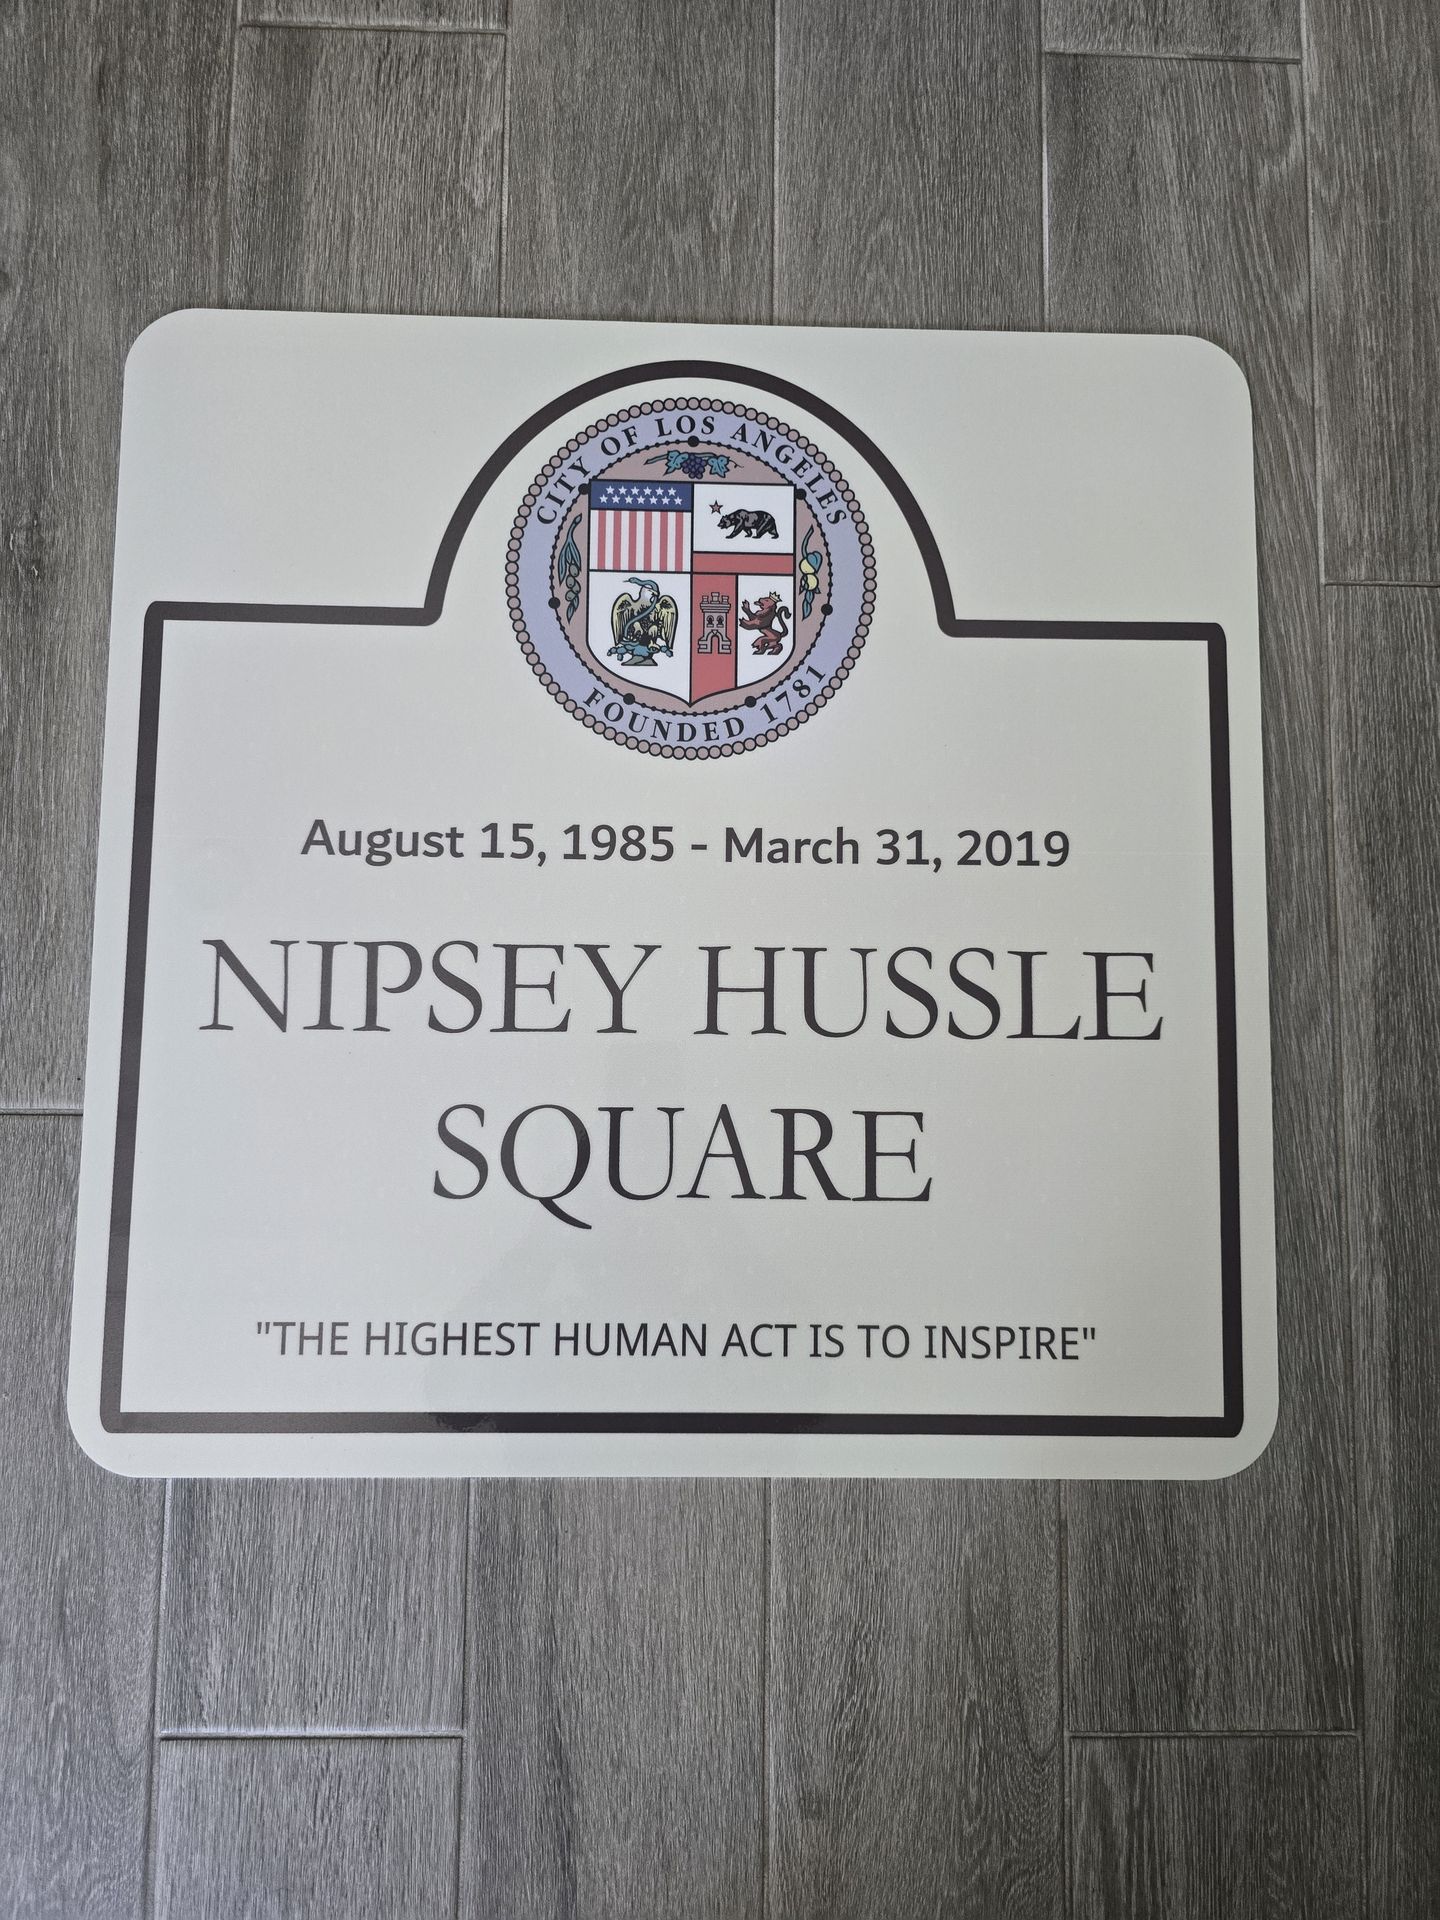 CITY OF LOS ANGELES
FOUNDED 1781
August 15, 1985 - March 31, 2019
NIPSEY HUSSLE
SQUARE
"THE HIGHEST HUMAN ACT IS TO INSPIRE"